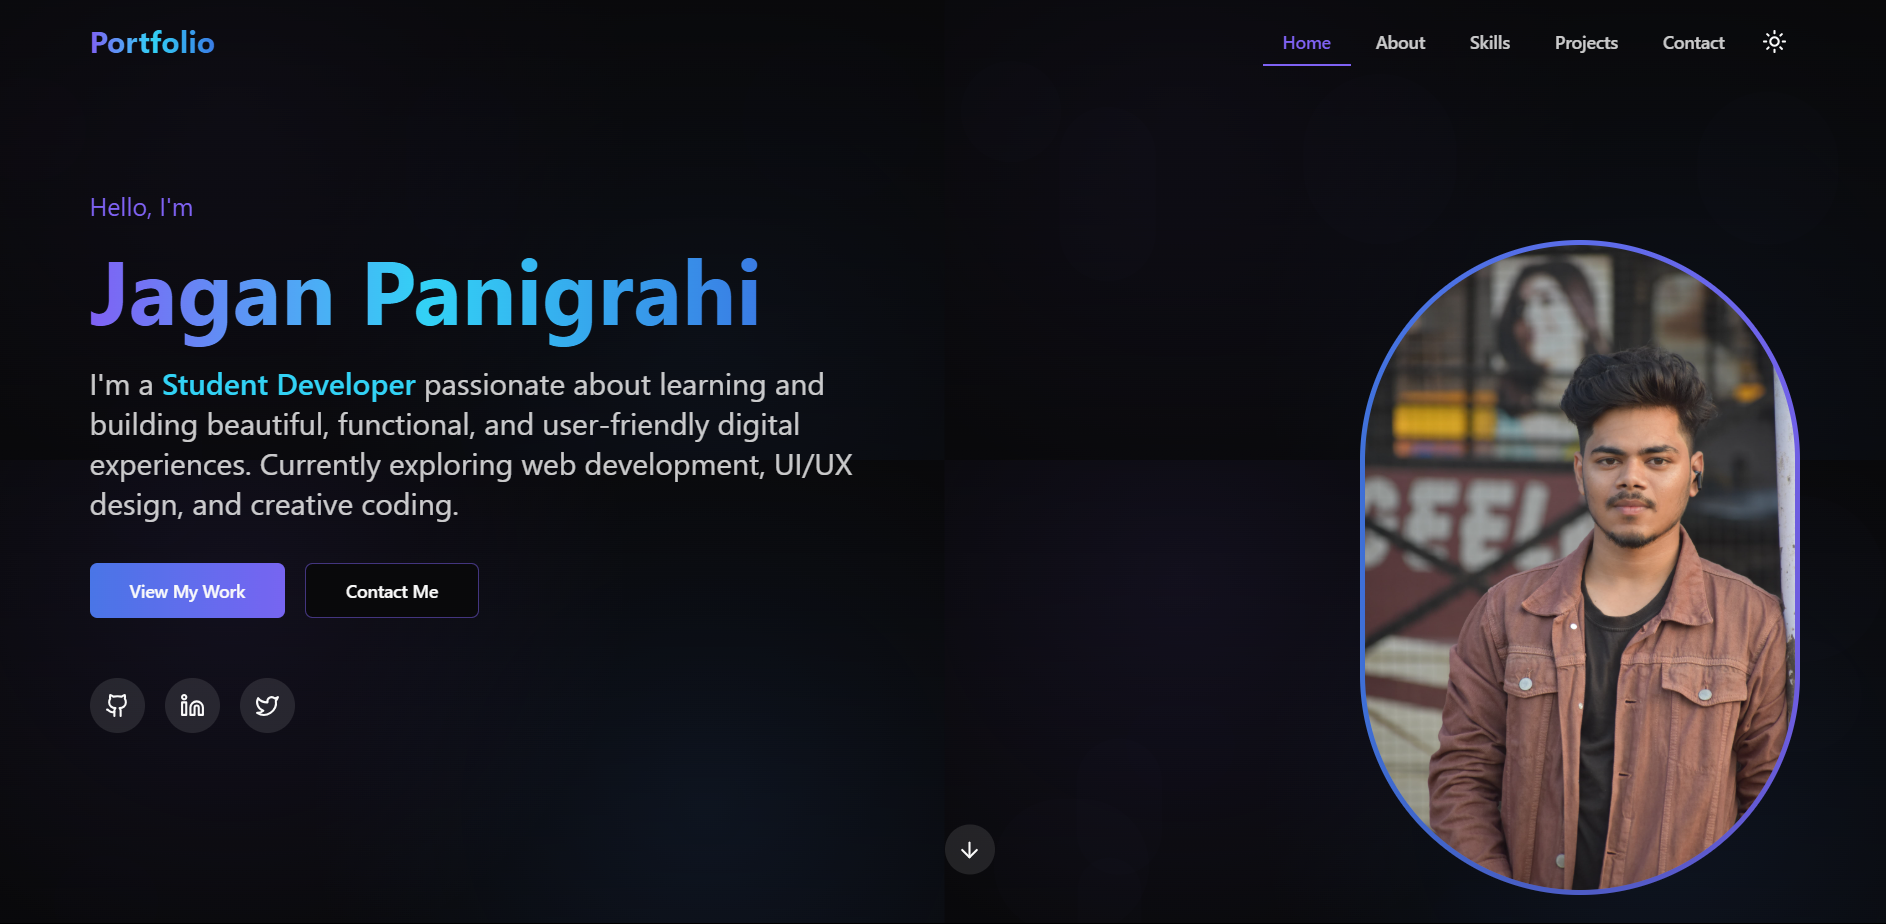 Portfolio
Home About Skills Projects Contact
Hello, I'm
Jagan Panigrahi
I'm a Student Developer passionate about learning and
building beautiful, functional, and user-friendly digital
experiences. Currently exploring web development, UI/UX
design, and creative coding.
View My Work Contact Me